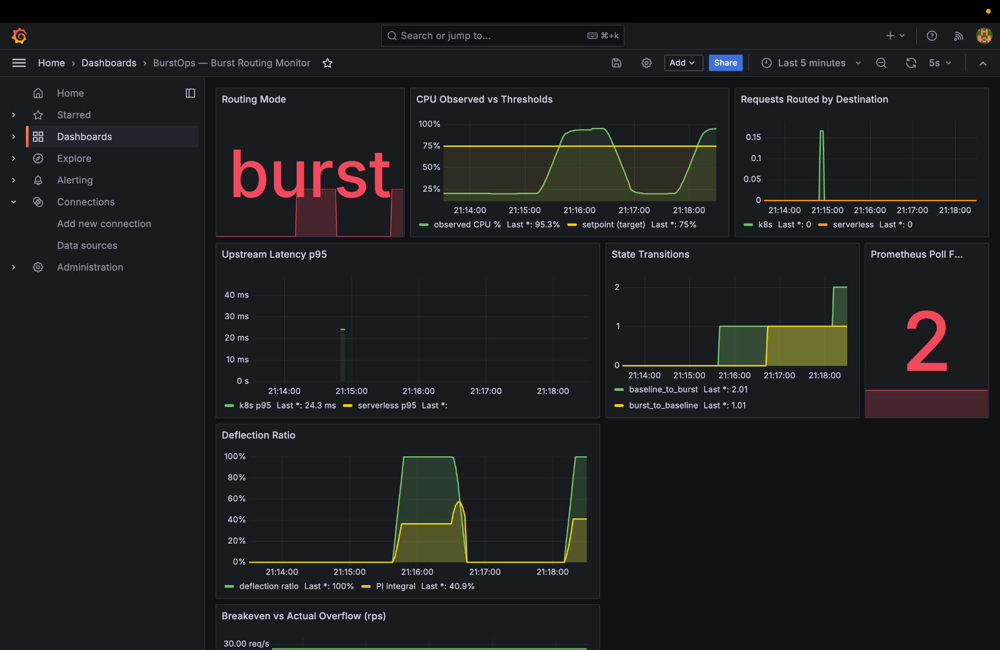 Search or jump to...
⌘+k
Home › Dashboards › BurstOps — Burst Routing Monitor
Add
Share
Last 5 minutes
5s
Home
Starred
Dashboards
Explore
Alerting
Connections
Add new connection
Data sources
Administration
Routing Mode
burst
CPU Observed vs Thresholds
100%
75%
50%
25%
21:14:00 21:15:00 21:16:00 21:17:00 21:18:00
observed CPU % Last *: 95.3% setpoint (target) Last *: 75%
Requests Routed by Destination
0.15
0.1
0.05
0
21:14:00 21:15:00 21:16:00 21:17:00 21:18:00
k8s Last *: 0 serverless Last *: 0
Upstream Latency p95
40 ms
30 ms
20 ms
10 ms
0 s
21:14:00 21:15:00 21:16:00 21:17:00 21:18:00
k8s p95 Last *: 24.3 ms serverless p95 Last *:
State Transitions
2
1
0
21:14:00 21:15:00 21:16:00 21:17:00 21:18:00
baseline_to_burst Last *: 2.01
burst_to_baseline Last *: 1.01
Prometheus Poll F...
2
Deflection Ratio
100%
80%
60%
40%
20%
0%
21:14:00 21:15:00 21:16:00 21:17:00 21:18:00
deflection ratio Last *: 100% PI integral Last *: 40.9%
Breakeven vs Actual Overflow (rps)
30.00 req/s